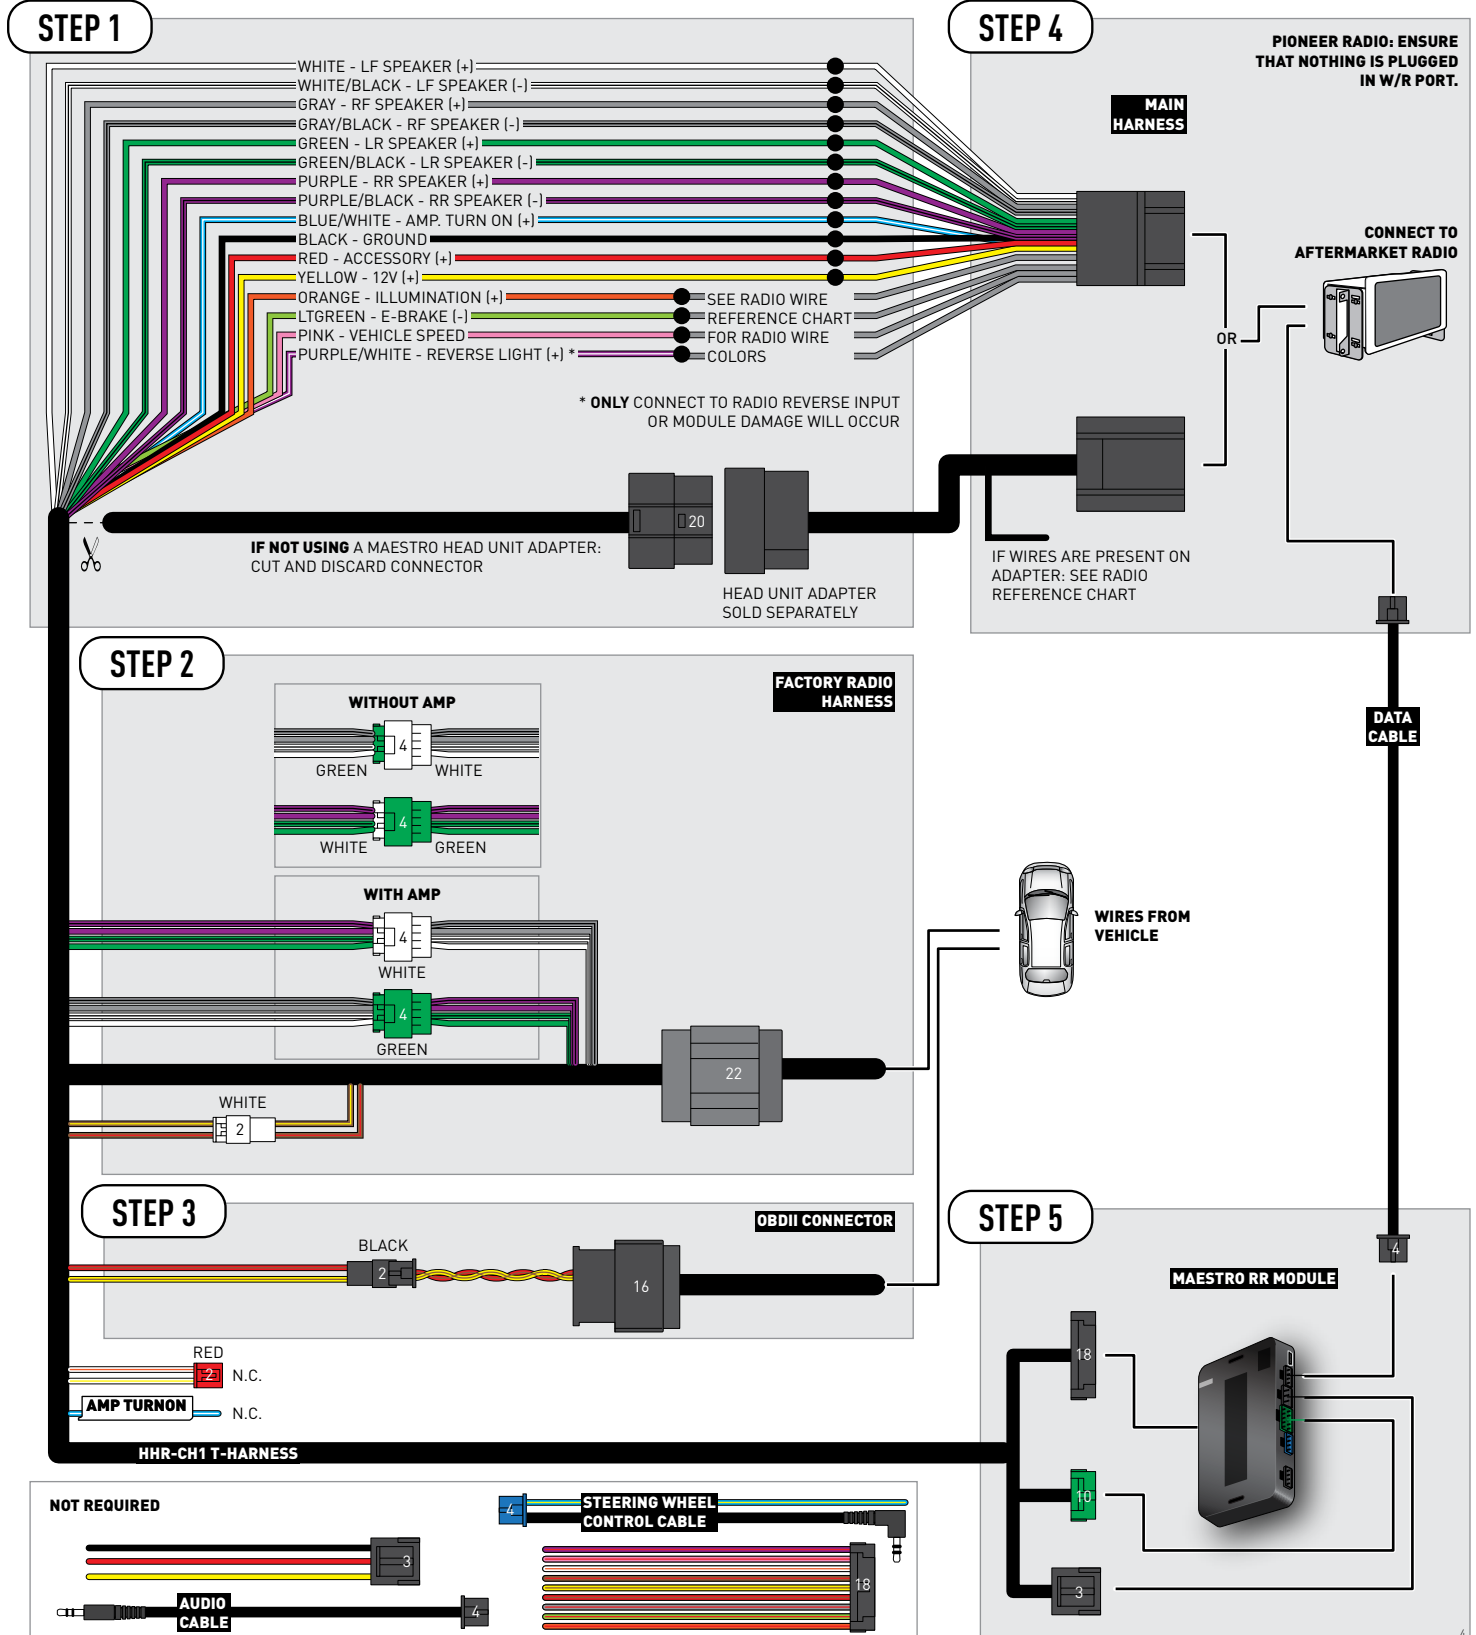 STEP 1
WHITE - LF SPEAKER (+)
WHITE/BLACK - LF SPEAKER (-)
GRAY - RF SPEAKER (+)
GRAY/BLACK - RF SPEAKER (-)
GREEN - LR SPEAKER (+)
GREEN/BLACK - LR SPEAKER (-)
PURPLE - RR SPEAKER (+)
PURPLE/BLACK - RR SPEAKER (-)
BLUE/WHITE - AMP. TURN ON (+)
BLACK - GROUND
RED - ACCESSORY (+)
YELLOW - 12V (+)
ORANGE - ILLUMINATION (+)
LTGREEN - E-BRAKE (-)
PINK - VEHICLE SPEED
PURPLE/WHITE - REVERSE LIGHT (+) *
SEE RADIO WIRE
REFERENCE CHART
FOR RADIO WIRE
COLORS
* ONLY CONNECT TO RADIO REVERSE INPUT
OR MODULE DAMAGE WILL OCCUR
20
IF NOT USING A MAESTRO HEAD UNIT ADAPTER:
CUT AND DISCARD CONNECTOR
HEAD UNIT ADAPTER
SOLD SEPARATELY
STEP 4
PIONEER RADIO: ENSURE
THAT NOTHING IS PLUGGED
IN W/R PORT.
MAIN
HARNESS
CONNECT TO
AFTERMARKET RADIO
OR
IF WIRES ARE PRESENT ON
ADAPTER: SEE RADIO
REFERENCE CHART
DATA
CABLE
STEP 2
FACTORY RADIO
HARNESS
WITHOUT AMP
4
GREEN
WHITE
4
WHITE
GREEN
WITH AMP
4
WHITE
4
GREEN
22
WHITE
2
WIRES FROM
VEHICLE
STEP 3
OBDII CONNECTOR
BLACK
2
16
RED
2
N.C.
AMP TURNON
N.C.
HHR-CH1 T-HARNESS
STEP 5
4
MAESTRO RR MODULE
18
10
3
4
NOT REQUIRED
3
AUDIO
CABLE
4
4
STEERING WHEEL
CONTROL CABLE
18